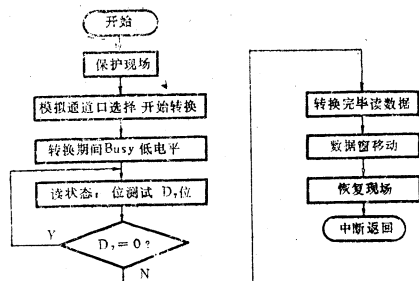 开始
保护现场
模拟通道口选择 开始转换
转换期间Busy 低电平
读状态：位测试 D₇位
D₇=0?
Y
N
转换完毕读数据
数据窗移动
恢复现场
中断返回